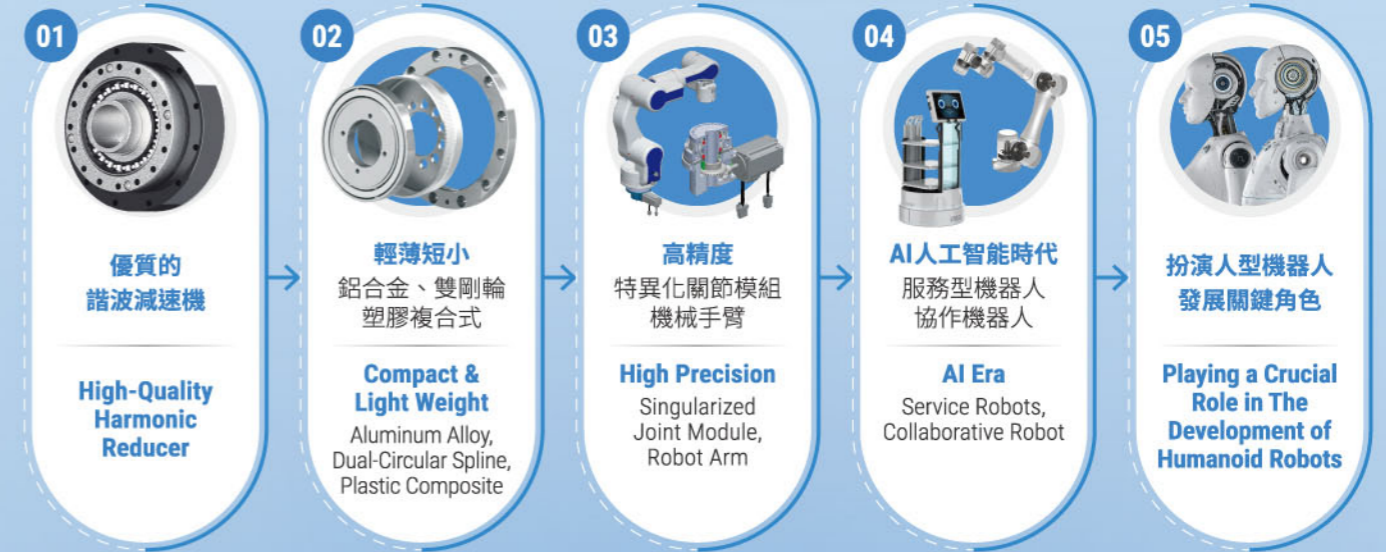 01
優質的
諧波減速機
High-Quality
Harmonic
Reducer
02
輕薄短小
鋁合金、雙剛輪
塑膠複合式
Compact &
Light Weight
Aluminum Alloy,
Dual-Circular Spline,
Plastic Composite
03
高精度
特異化關節模組
機械手臂
High Precision
Singularized
Joint Module,
Robot Arm
04
AI人工智能時代
服務型機器人
協作機器人
AI Era
Service Robots,
Collaborative Robot
05
扮演人型機器人
發展關鍵角色
Playing a Crucial
Role in The
Development of
Humanoid Robots